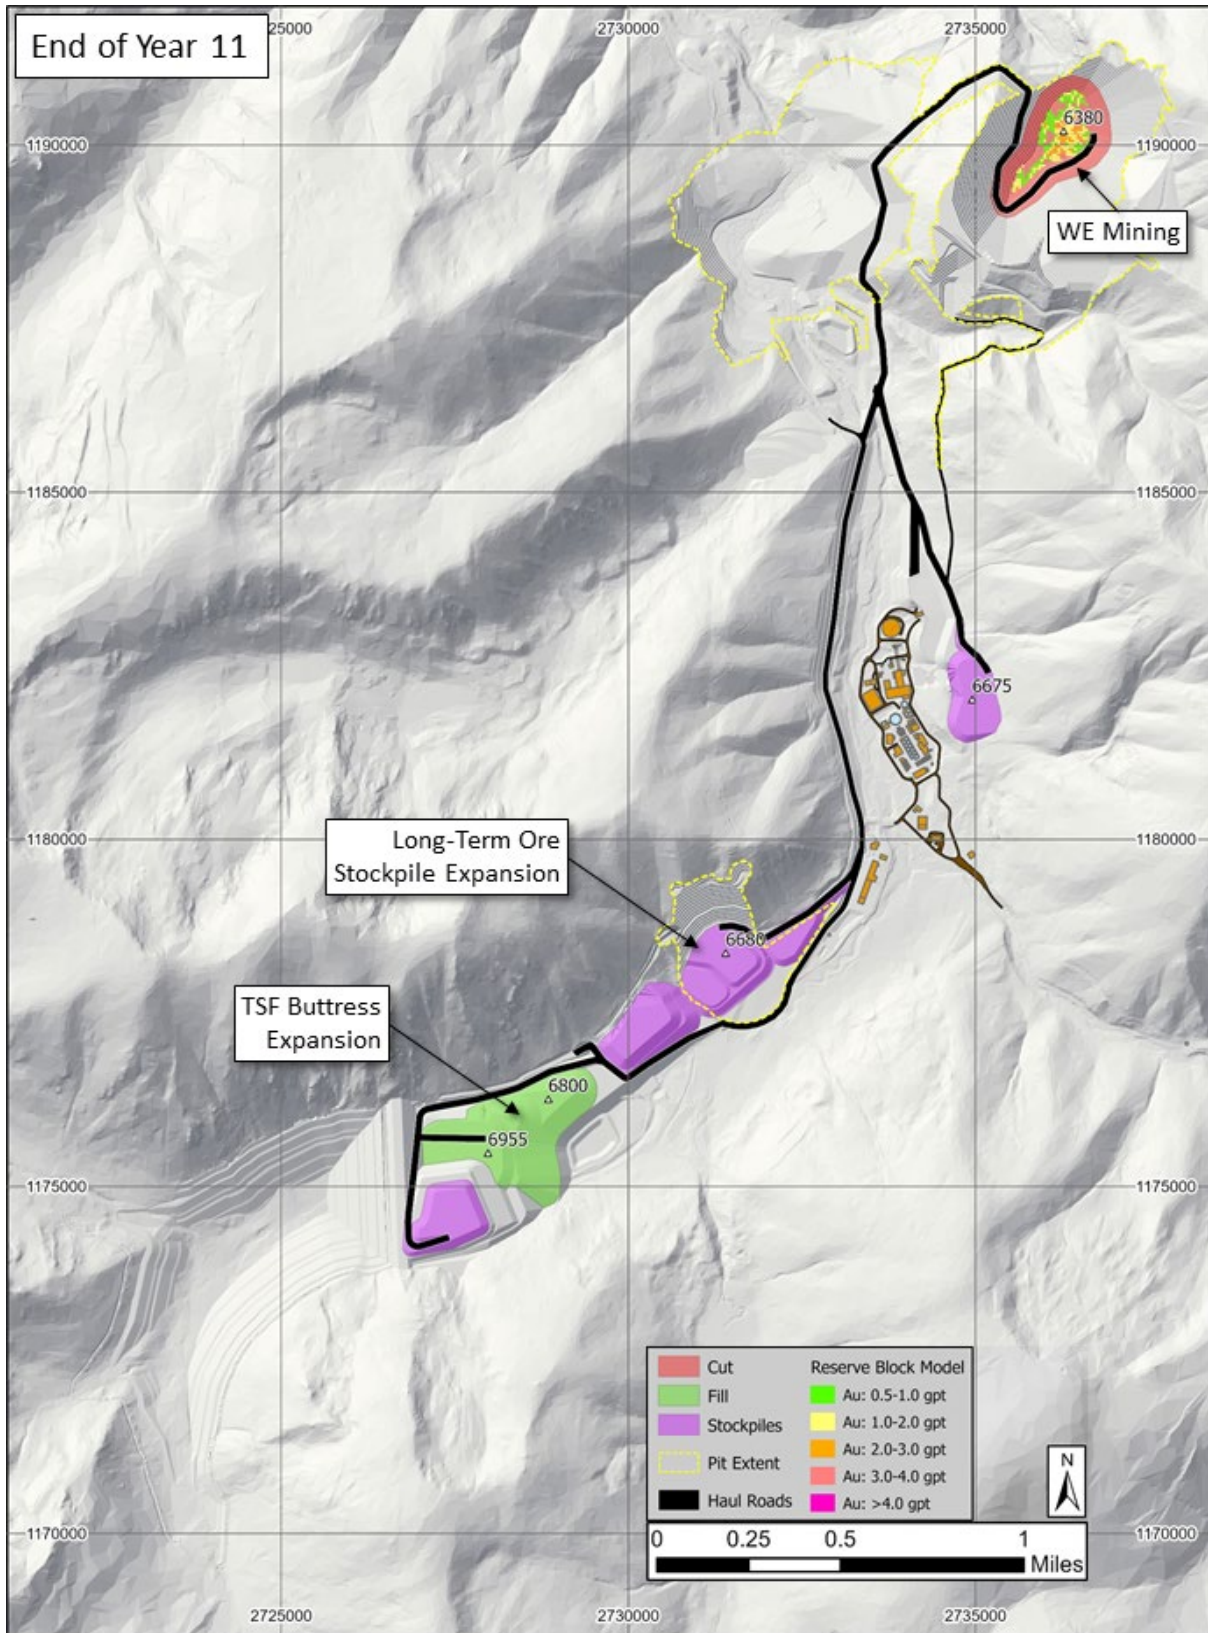 End of Year 11
25000
2730000
2735000
1190000
1190000
6380
WE Mining
1185000
1185000
6675
1180000
1180000
Long-Term Ore
Stockpile Expansion
6680
TSF Buttress
Expansion
6800
6955
1175000
1175000
Cut
Fill
Stockpiles
Pit Extent
Haul Roads
Reserve Block Model
Au: 0.5-1.0 gpt
Au: 1.0-2.0 gpt
Au: 2.0-3.0 gpt
Au: 3.0-4.0 gpt
Au: >4.0 gpt
N
1170000
1170000
0 0.25 0.5 1
Miles
2725000
2730000
2735000